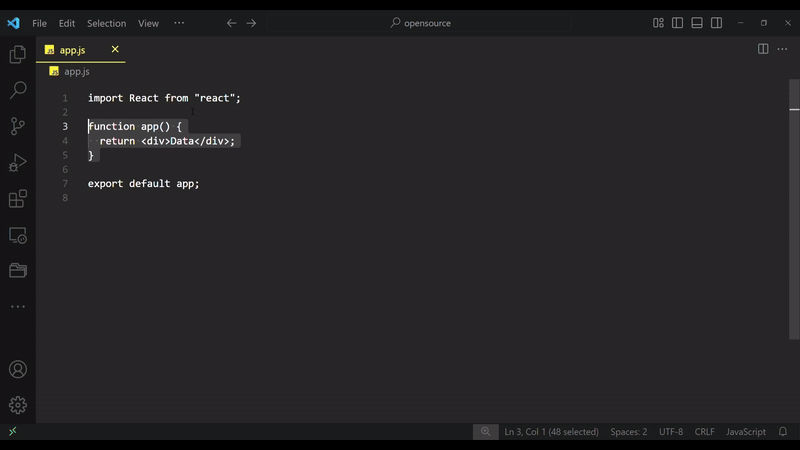 File Edit Selection View ··· opensource
JS app.js
JS app.js
1 import React from "react";
2
3 function app() {
4 return <div>Data</div>;
5 }
6
7 export default app;
8
Ln 3, Col 1 (48 selected) Spaces: 2 UTF-8 CRLF JavaScript